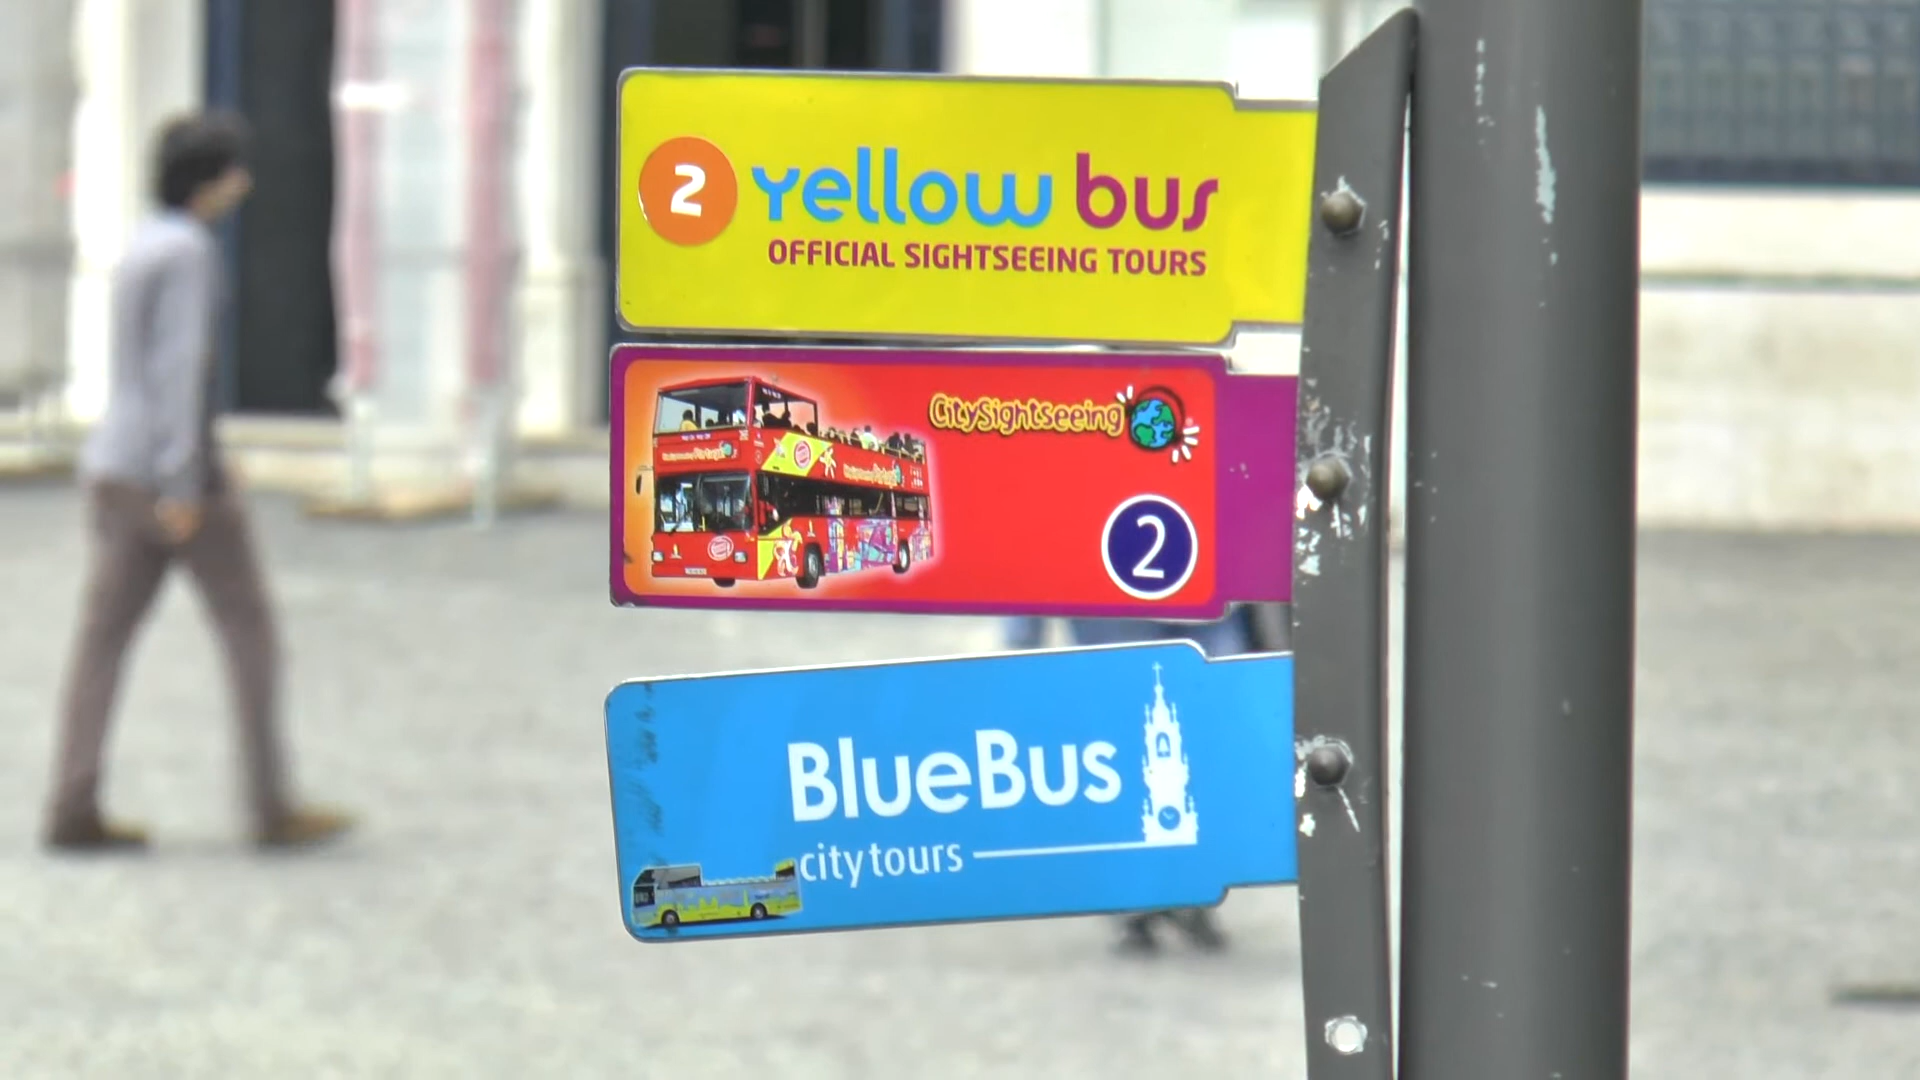 2 yellow bus
OFFICIAL SIGHTSEEING TOURS
CitySightseeing
2
BlueBus
city tours